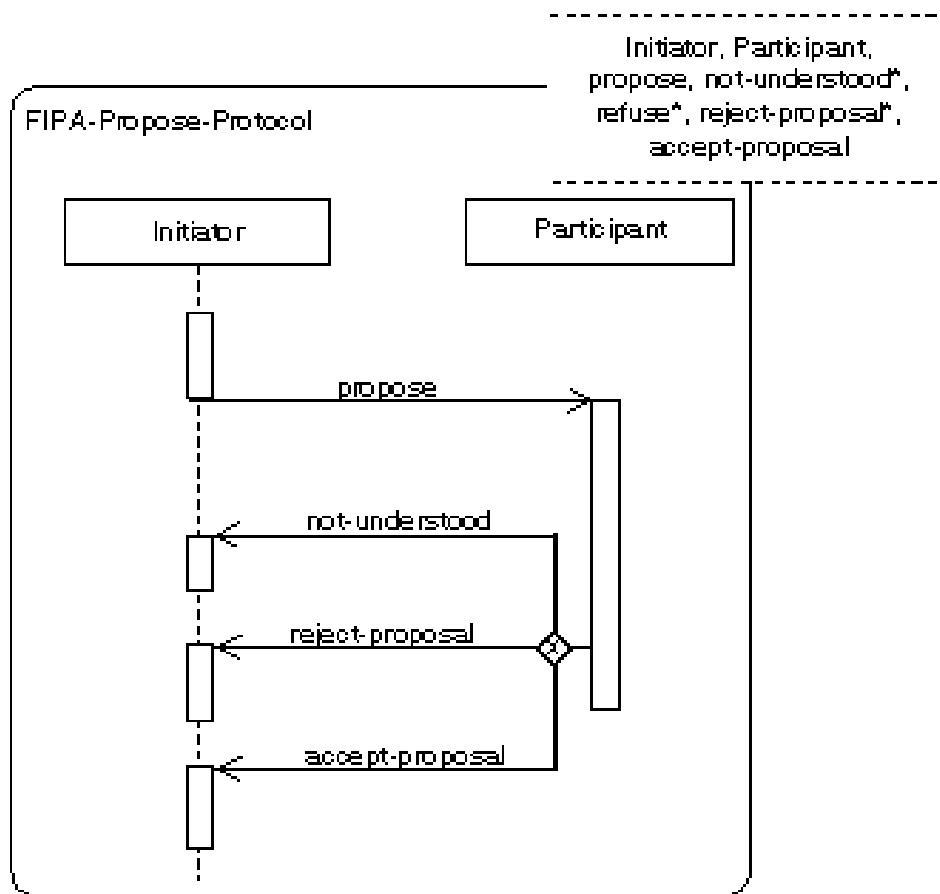 Initiator, Participant,
propose, not-understood*,
refuse*, reject-proposal*,
accept-proposal
FIPA-Propose-Protocol
Initiator
Participant
propose
not-understood
reject-proposal
accept-proposal